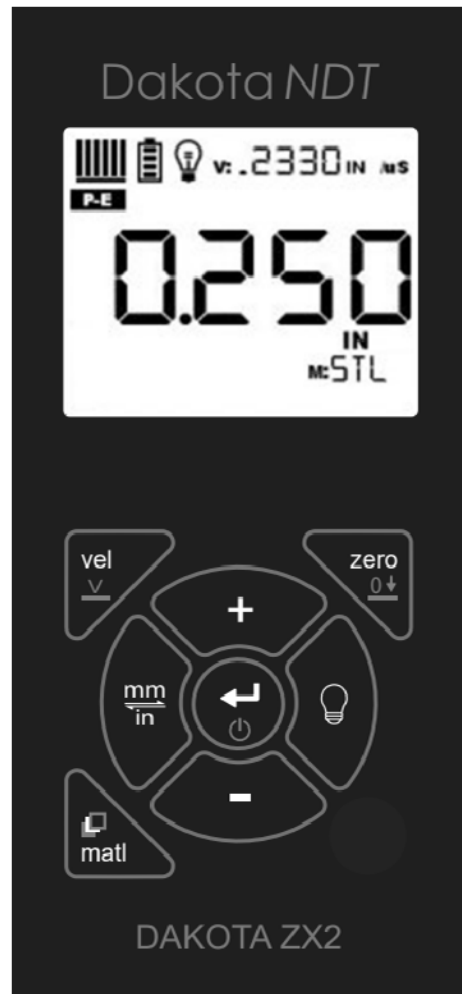 Dakota NDT
V: .2330 IN /uS
P-E
0.250
IN
M:STL
vel
V
zero
0
+
mm
in
-
matl
DAKOTA ZX2